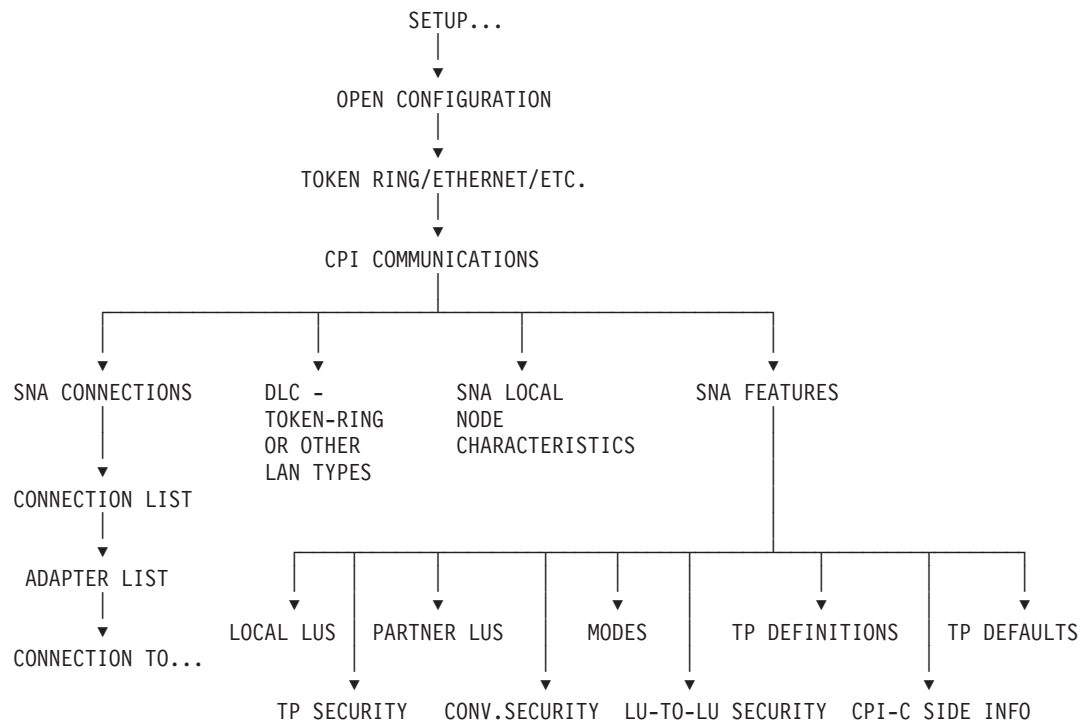 SETUP...
OPEN CONFIGURATION
TOKEN RING/ETHERNET/ETC.
CPI COMMUNICATIONS
SNA CONNECTIONS
DLC -
TOKEN-RING
OR OTHER
LAN TYPES
SNA LOCAL
NODE
CHARACTERISTICS
SNA FEATURES
CONNECTION LIST
ADAPTER LIST
CONNECTION TO...
LOCAL LUS
PARTNER LUS
MODES
TP DEFINITIONS
TP DEFAULTS
TP SECURITY
CONV.SECURITY
LU-TO-LU SECURITY
CPI-C SIDE INFO